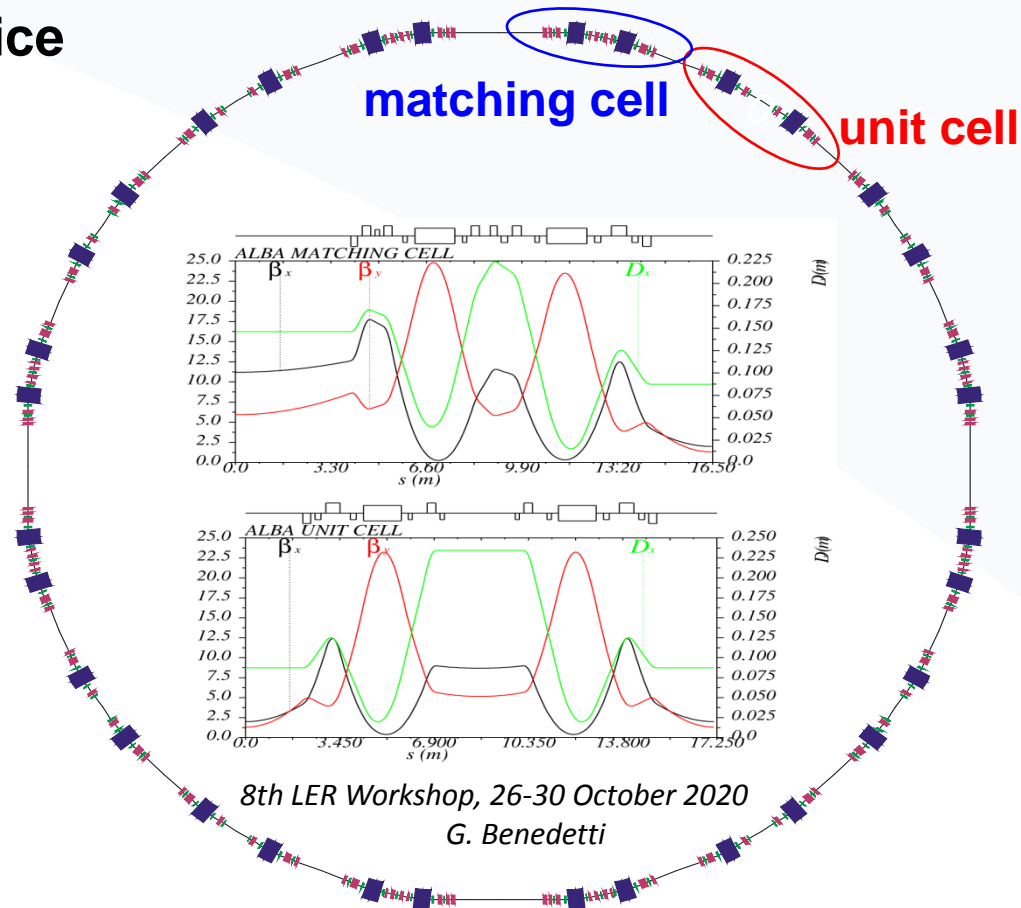 ice
matching cell
unit cell
ALBA MATCHING CELL
βx βy Dx
25.0
22.5
20.0
17.5
15.0
12.5
10.0
7.5
5.0
2.5
0.0
0.225
0.200
0.175
0.150
0.125
0.100
0.075
0.050
0.025
0.0
D(m)
0.0 3.30 6.60 9.90 13.20 16.50
s (m)
ALBA UNIT CELL
βx βy Dx
25.0
22.5
20.0
17.5
15.0
12.5
10.0
7.5
5.0
2.5
0.0
0.250
0.225
0.200
0.175
0.150
0.125
0.100
0.075
0.050
0.025
0.0
D(m)
0.0 3.450 6.900 10.350 13.800 17.250
s (m)
8th LER Workshop, 26-30 October 2020
G. Benedetti